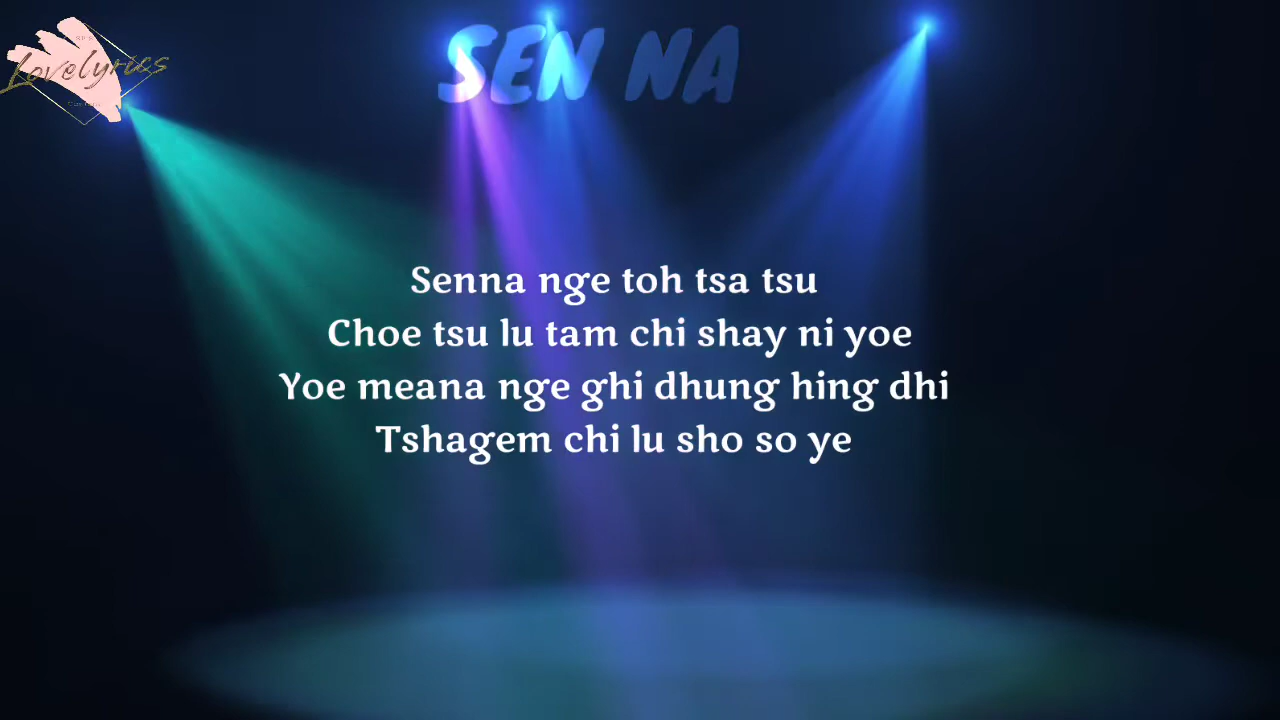 Lovelyrics
SEN NA
Senna nge toh tsa tsu
Choe tsu lu tam chi shay ni yoe
Yoe meana nge ghi dhung hing dhi
Tshagem chi lu sho so ye